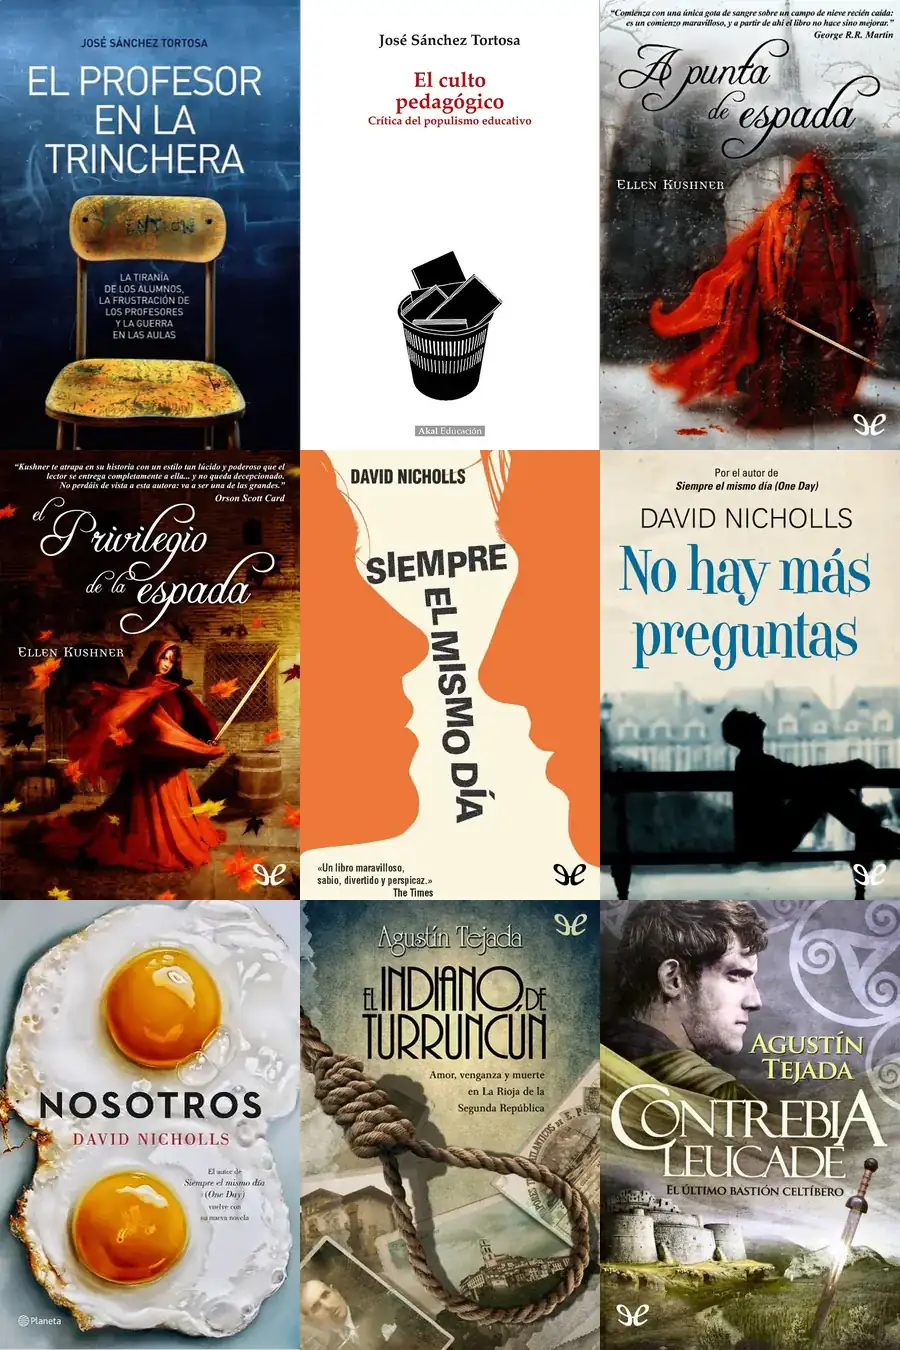 JOSÉ SÁNCHEZ TORTOSA
EL PROFESOR
EN LA
TRINCHERA
LA TIRANÍA
DE LOS ALUMNOS,
LA FRUSTRACIÓN DE
LOS PROFESORES
Y LA GUERRA
EN LAS AULAS
José Sánchez Tortosa
El culto
pedagógico
Crítica del populismo educativo
Akal Educación
“Comienza con una única gota de sangre sobre un campo de nieve recién caída:
es un comienzo maravilloso, y a partir de ahí el libro no hace sino mejorar.”
George R.R. Martin
A punta
de espada
ELLEN KUSHNER
“Kushner te atrapa en su historia con un estilo tan lúcido y poderoso que el
lector se entrega completamente a ella... y no queda decepcionado.
No perdáis de vista a esta autora: va a ser una de las grandes.”
Orson Scott Card
el
Privilegio
de la espada
ELLEN KUSHNER
DAVID NICHOLLS
SIEMPRE
EL MISMO DÍA
«Un libro maravilloso,
sabio, divertido y perspicaz.»
The Times
Por el autor de
Siempre el mismo día (One Day)
DAVID NICHOLLS
No hay más
preguntas
NOSOTROS
DAVID NICHOLLS
El autor de
Siempre el mismo día
(One Day)
vuelve con
su nueva novela
Planeta
Agustín Tejada
EL INDIANO DE
TURRUNCÚN
Amor, venganza y muerte
en La Rioja de la
Segunda República
AGUSTÍN
TEJADA
CONTREBIA
LEUCADE
EL ÚLTIMO BASTIÓN CELTÍBERO